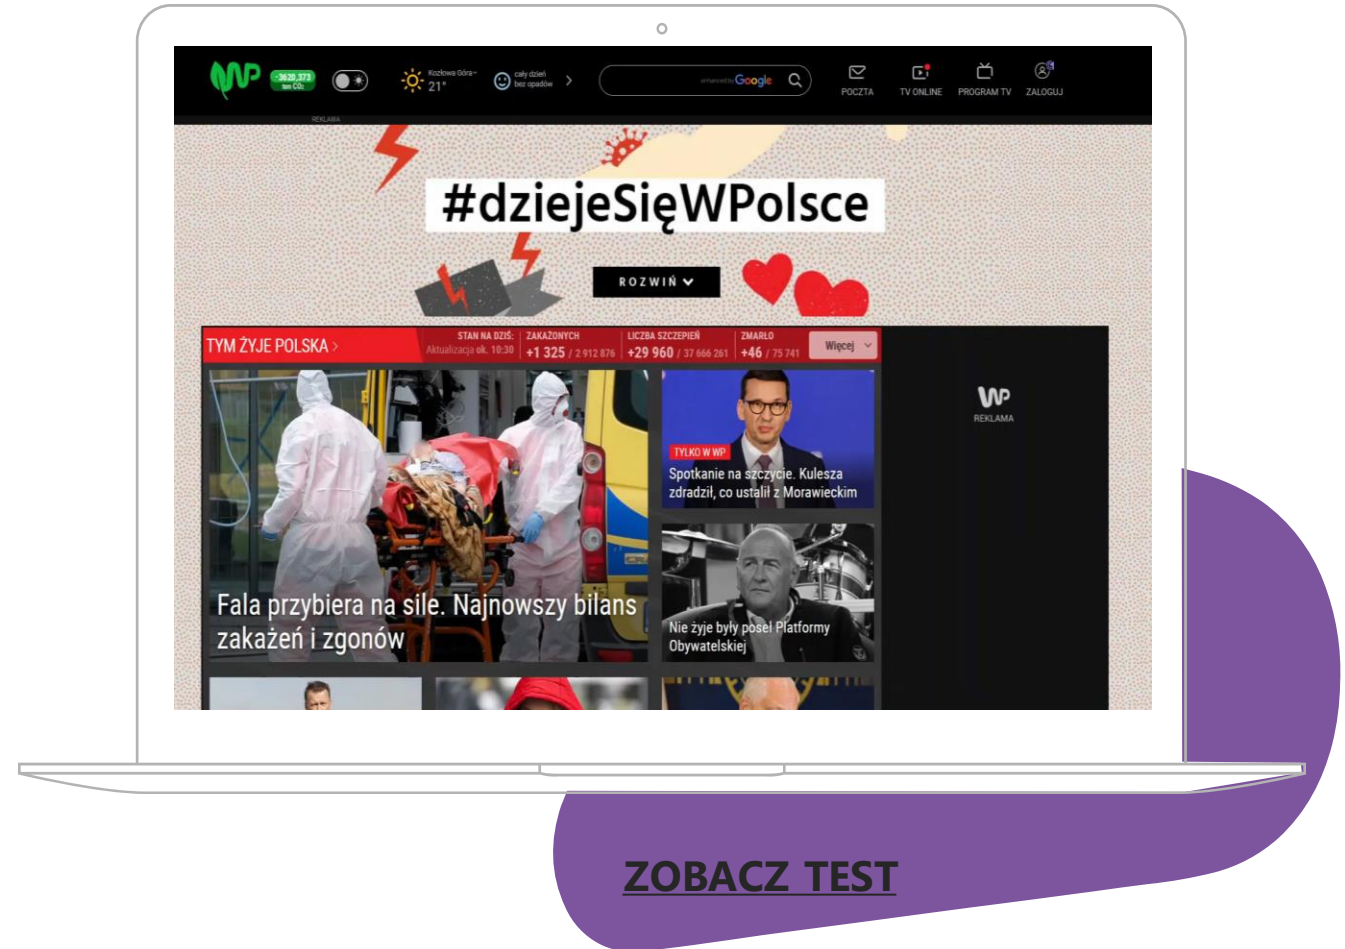 WP
-3620,373
ton CO₂
Kozłowa Góra
21°
cały dzień
bez opadów
enhanced by Google
POCZTA
TV ONLINE
PROGRAM TV
ZALOGUJ
REKLAMA
#dziejeSięWPolsce
ROZWIŃ
TYM ŻYJE POLSKA
STAN NA DZIŚ:
Aktualizacja ok. 10:30
ZAKAŻONYCH
+1 325 / 2 912 876
LICZBA SZCZEPIEŃ
+29 960 / 37 666 261
ZMARŁO
+46 / 75 741
Więcej
Fala przybiera na sile. Najnowszy bilans
zakażeń i zgonów
TYLKO W WP
Spotkanie na szczycie. Kulesza
zdradził, co ustalił z Morawieckim
Nie żyje były poseł Platformy
Obywatelskiej
WP
REKLAMA
ZOBACZ TEST